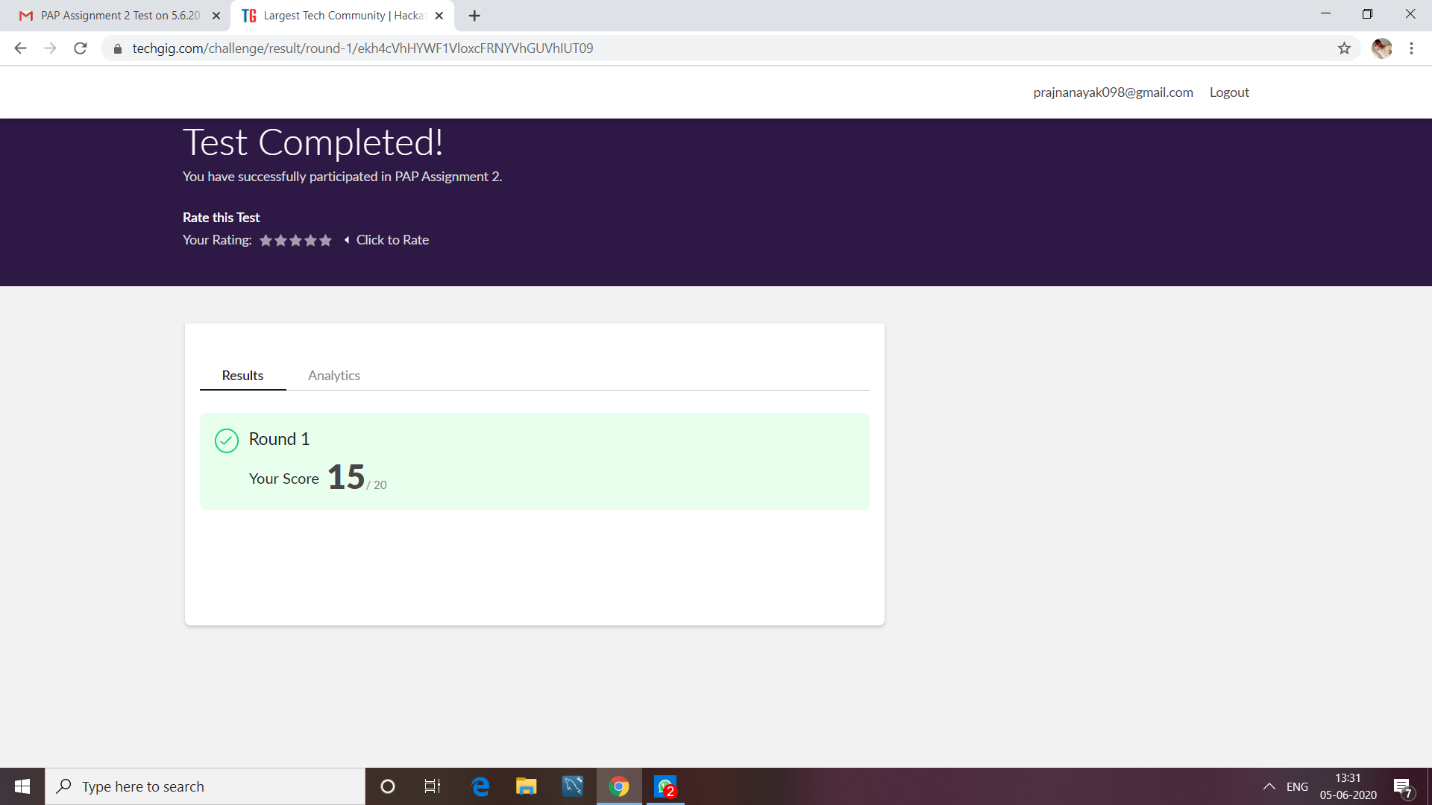 PAP Assignment 2 Test on 5.6.20
TG Largest Tech Community | Hacka
techgig.com/challenge/result/round-1/ekh4cVhHYWF1VloxcFRNYVhGUVhIUT09
prajnanayak098@gmail.com Logout
Test Completed!
You have successfully participated in PAP Assignment 2.
Rate this Test
Your Rating: Click to Rate
Results Analytics
Round 1
Your Score 15 / 20
Type here to search
2
ENG
13:31
05-06-2020
7